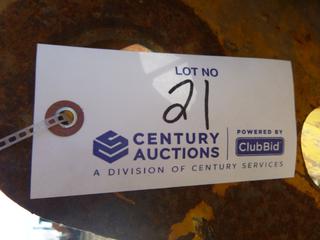 LOT NO
21
CENTURY AUCTIONS
POWERED BY
ClubBid
A DIVISION OF CENTURY SERVICES